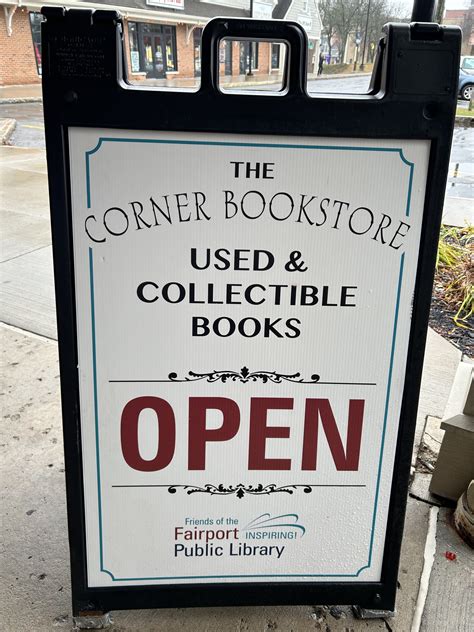 THE
CORNER BOOKSTORE
USED &
COLLECTIBLE
BOOKS
OPEN
Friends of the
Fairport INSPIRING!
Public Library